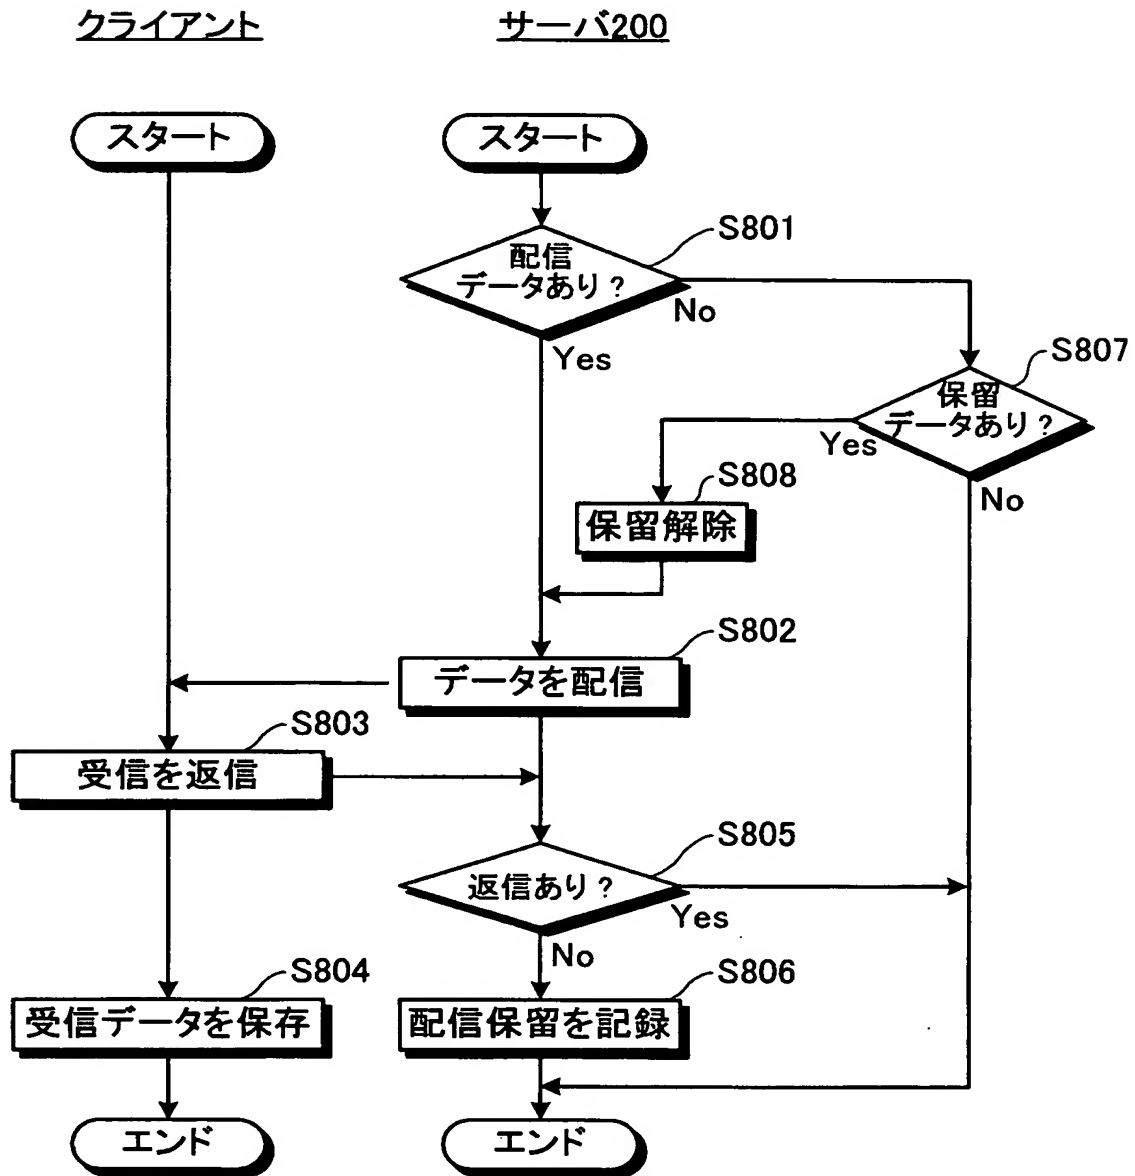 クライアント
サーバ200
スタート
スタート
S801
配信
データあり?
No
Yes
S807
保留
データあり?
Yes
No
S808
保留解除
S802
データを配信
S803
受信を返信
S805
返信あり?
Yes
No
S804
受信データを保存
S806
配信保留を記録
エンド
エンド